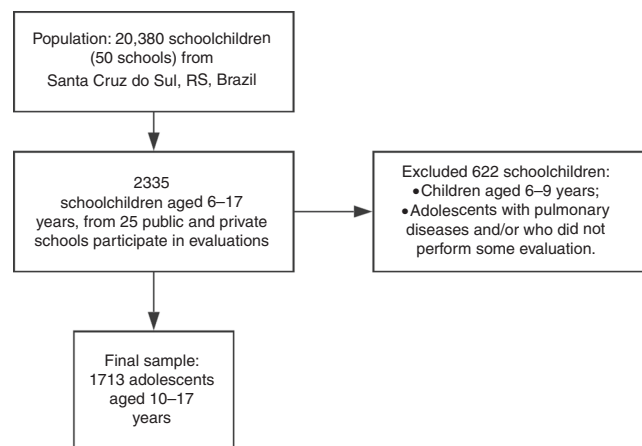 Population: 20,380 schoolchildren
(50 schools) from
Santa Cruz do Sul, RS, Brazil
2335
schoolchildren aged 6–17
years, from 25 public and private
schools participate in evaluations
Excluded 622 schoolchildren:
•Children aged 6–9 years;
•Adolescents with pulmonary
diseases and/or who did not
perform some evaluation.
Final sample:
1713 adolescents
aged 10–17
years